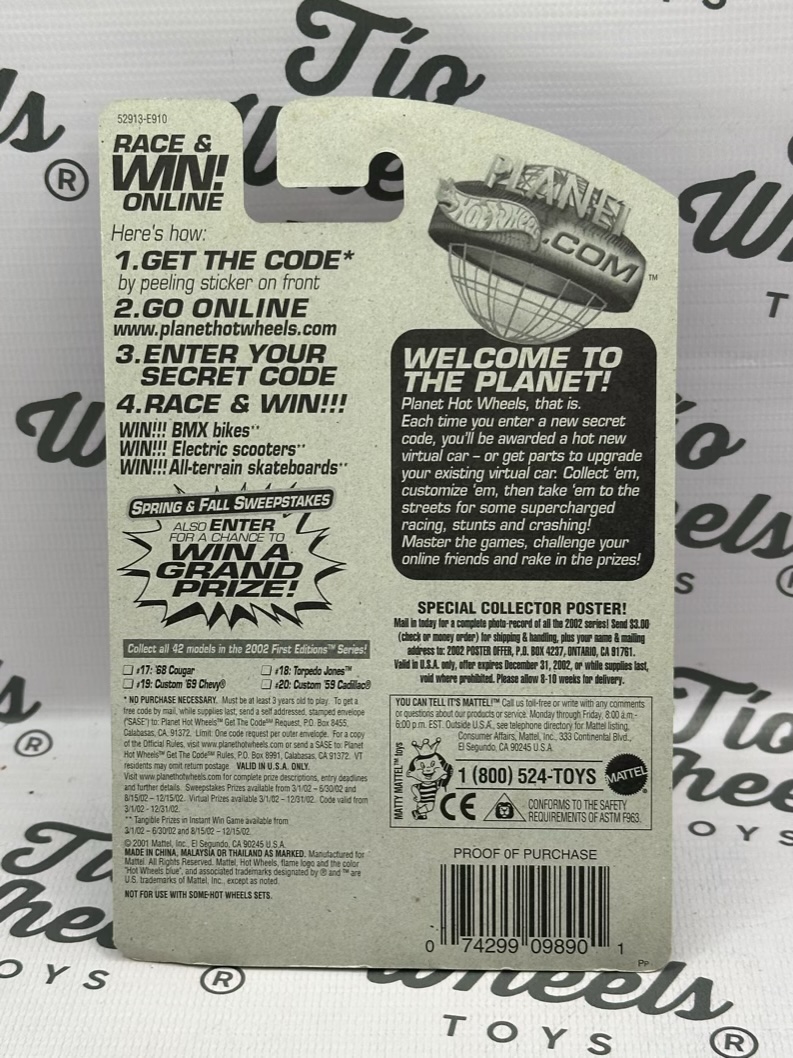 Tío
Wheels
TOYS
®
52913-E910
RACE &
WIN!
ONLINE
Here's how:
1.GET THE CODE*
by peeling sticker on front
2.GO ONLINE
www.planethotwheels.com
3.ENTER YOUR
SECRET CODE
4.RACE & WIN!!!
WIN!!! BMX bikes**
WIN!!! Electric scooters**
WIN!!! All-terrain skateboards**
SPRING & FALL SWEEPSTAKES
ALSO ENTER
FOR A CHANCE TO
WIN A
GRAND
PRIZE!
Collect all 42 models in the 2002 First Editions™ Series!
#17: '68 Cougar
#18: Torpedo Jones™
#19: Custom '69 Chevy®
#20: Custom '59 Cadillac®
* NO PURCHASE NECESSARY. Must be at least 3 years old to play. To get a
free code by mail, while supplies last, send a self addressed, stamped envelope
("SASE") to: Planet Hot Wheels™ Get The Code™ Request, P.O. Box 8455,
Calabasas, CA. 91372. Limit: One code request per outer envelope. For a copy
of the Official Rules, visit www.planethotwheels.com or send a SASE to: Planet
Hot Wheels™ Get The Code™ Rules, P.O. Box 8991, Calabasas, CA 91372. VT
residents may omit return postage. VALID IN U.S.A. ONLY.
Visit www.planethotwheels.com for complete prize descriptions, entry deadlines
and further details. Sweepstakes Prizes available from 3/1/02 – 6/30/02 and
8/15/02 – 12/15/02. Virtual Prizes available 3/1/02 – 12/31/02. Code valid from
3/1/02 - 12/31/02.
** Tangible Prizes in Instant Win Game available from
3/1/02 – 6/30/02 and 8/15/02 – 12/15/02.
© 2001 Mattel, Inc., El Segundo, CA 90245 U.S.A.
MADE IN CHINA, MALAYSIA OR THAILAND AS MARKED. Manufactured for
Mattel. All Rights Reserved. Mattel, Hot Wheels, flame logo and the color
"Hot Wheels blue", and associated trademarks designated by ® and ™ are
U.S. trademarks of Mattel, Inc., except as noted.
NOT FOR USE WITH SOME HOT WHEELS SETS.
PLANET
Hot Wheels
.COM
™
WELCOME TO
THE PLANET!
Planet Hot Wheels, that is.
Each time you enter a new secret
code, you'll be awarded a hot new
virtual car – or get parts to upgrade
your existing virtual car. Collect 'em,
customize 'em, then take 'em to the
streets for some supercharged
racing, stunts and crashing!
Master the games, challenge your
online friends and rake in the prizes!
SPECIAL COLLECTOR POSTER!
Mail in today for a complete photo-record of all the 2002 series! Send $3.00
(check or money order) for shipping & handling, plus your name & mailing
address to: 2002 POSTER OFFER, P.O. BOX 4237, ONTARIO, CA 91761.
Valid in U.S.A. only, offer expires December 31, 2002, or while supplies last,
void where prohibited. Please allow 8-10 weeks for delivery.
YOU CAN TELL IT'S MATTEL!™ Call us toll-free or write with any comments
or questions about our products or service. Monday through Friday, 8:00 a.m -
6:00 p.m. EST. Outside U.S.A., see telephone directory for Mattel listing.
Consumer Affairs, Mattel, Inc., 333 Continental Blvd.,
El Segundo, CA 90245 U.S.A.
MATTY MATTEL™ toys
1 (800) 524-TOYS
MATTEL
CE
CONFORMS TO THE SAFETY
REQUIREMENTS OF ASTM F963.
PROOF OF PURCHASE
0 74299 09890 1
Pp
wheels
TOYS ®